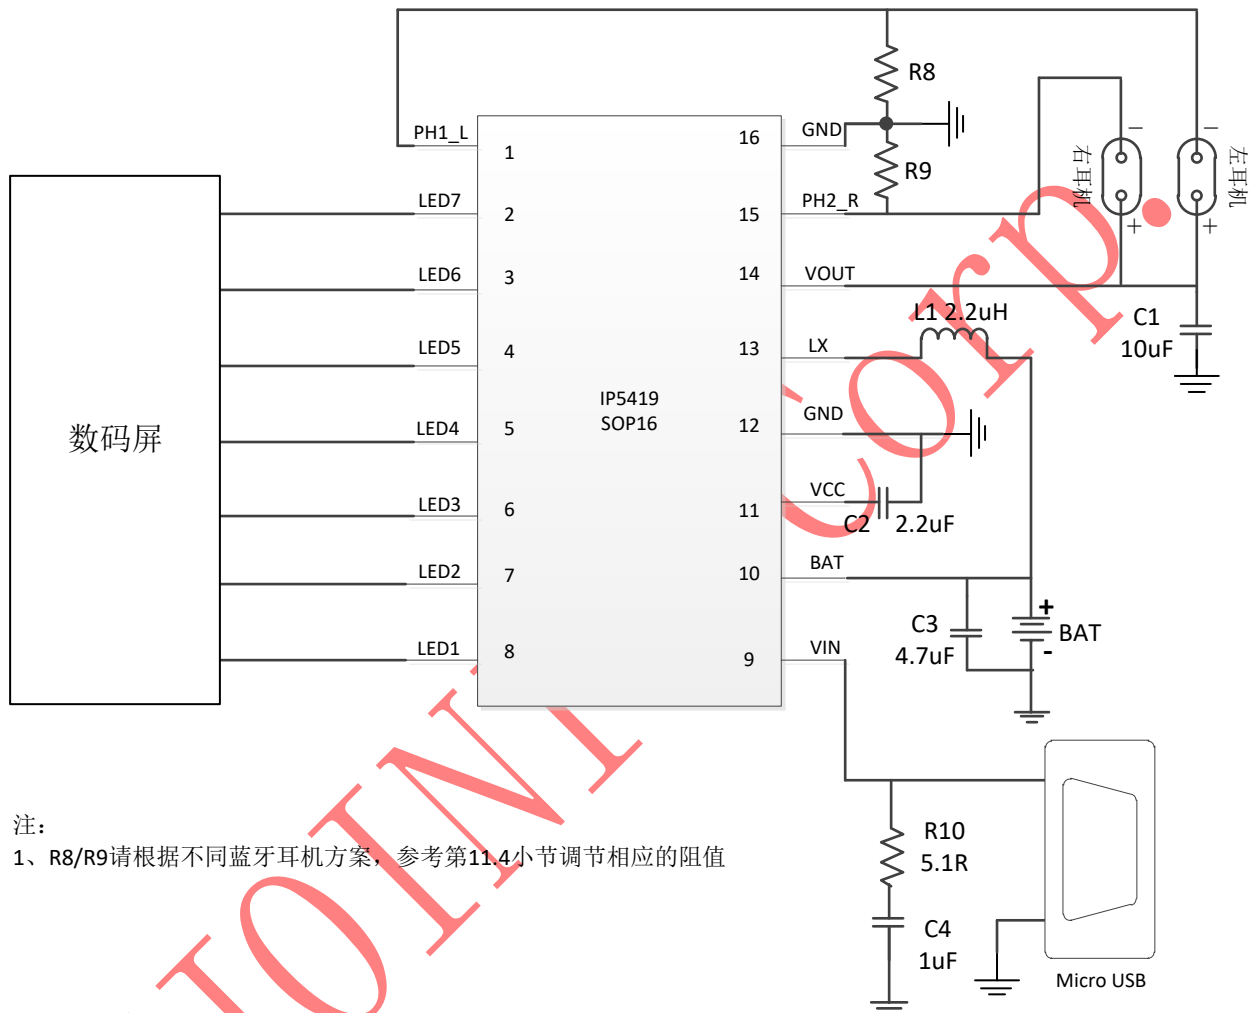 R8
PH1_L
1
16
GND
R9
LED7
2
15
PH2_R
右耳机
左耳机
−
−
+
+
LED6
3
14
VOUT
L1 2.2uH
C1
10uF
LED5
4
13
LX
IP5419
SOP16
数码屏
LED4
5
12
GND
LED3
6
11
VCC
C2 2.2uF
LED2
7
10
BAT
+
C3
4.7uF
BAT
-
LED1
8
9
VIN
R10
5.1R
C4
1uF
Micro USB
注：
1、R8/R9请根据不同蓝牙耳机方案，参考第11.4小节调节相应的阻值
Corp.